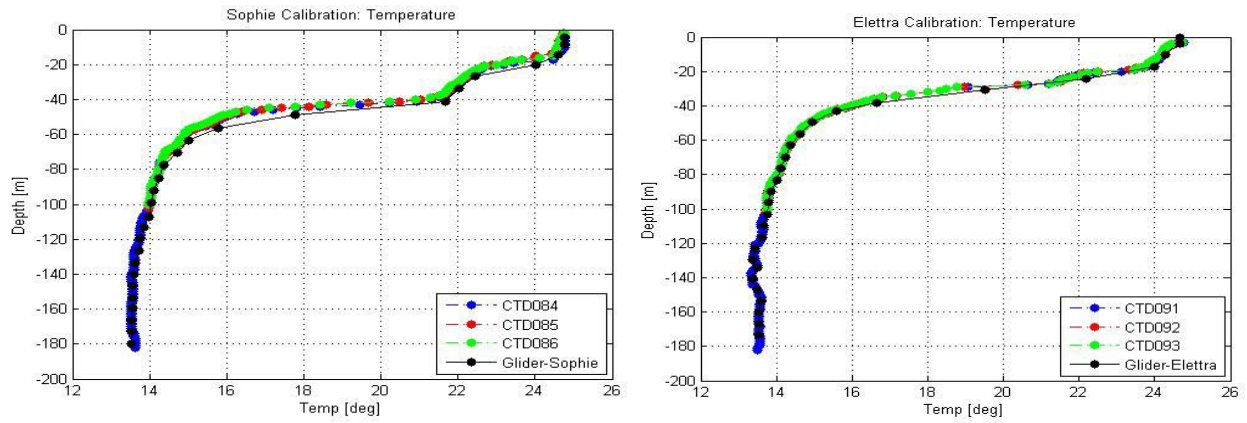 Sophie Calibration: Temperature
0
-20
-40
-60
-80
-100
-120
-140
-160
-180
-200
Depth [m]
12
14
16
18
20
22
24
26
Temp [deg]
CTD084
CTD085
CTD086
Glider-Sophie
Elettra Calibration: Temperature
0
-20
-40
-60
-80
-100
-120
-140
-160
-180
-200
Depth [m]
12
14
16
18
20
22
24
26
Temp [deg]
CTD091
CTD092
CTD093
Glider-Elettra